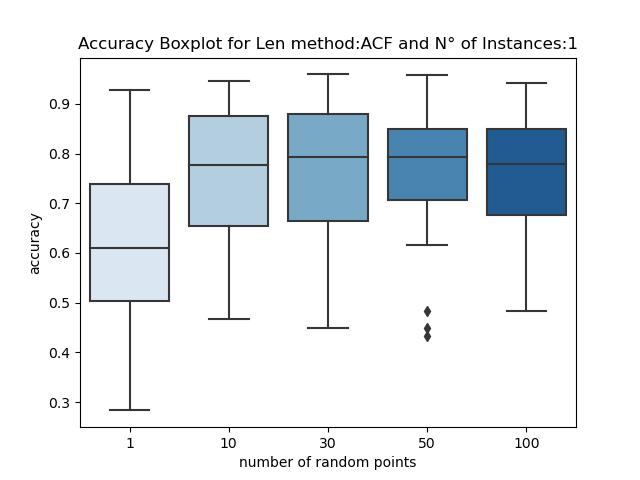 Accuracy Boxplot for Len method:ACF and N° of Instances:1
0.9
0.8
0.7
0.6
0.5
0.4
0.3
accuracy
1 10 30 50 100
number of random points